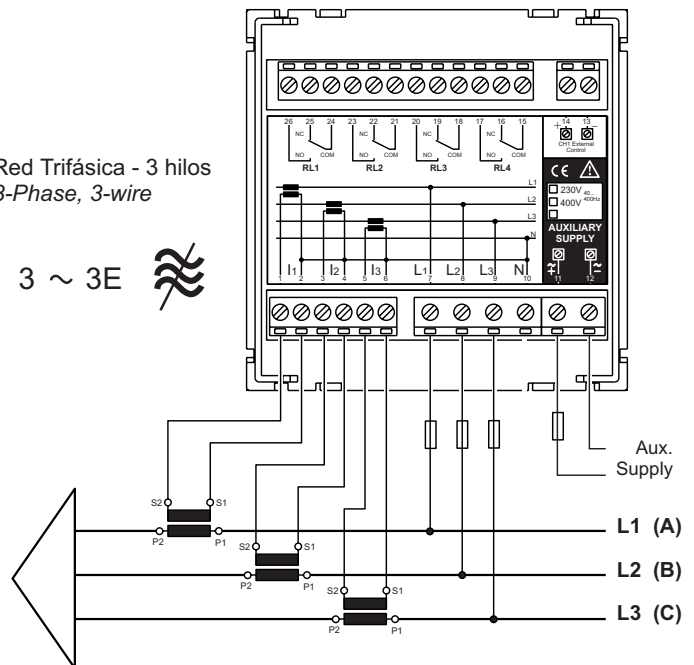 26 25 24 23 22 21 20 19 18 17 16 15
NC NC NC NC
NO COM NO COM NO COM NO COM
RL1 RL2 RL3 RL4
+ 14 13 −
CH1 External
Control
CE
230V 40...
400V 400Hz
AUXILIARY
SUPPLY
11 12
L1
L2
L3
N
I1 I2 I3 L1 L2 L3 N
1 2 3 4 5 6 7 8 9 10
Red Trifásica - 3 hilos
3-Phase, 3-wire
3 ~ 3E
Aux.
Supply
S2 S1
P2 P1
L1 (A)
S2 S1
P2 P1
L2 (B)
S2 S1
P2 P1
L3 (C)